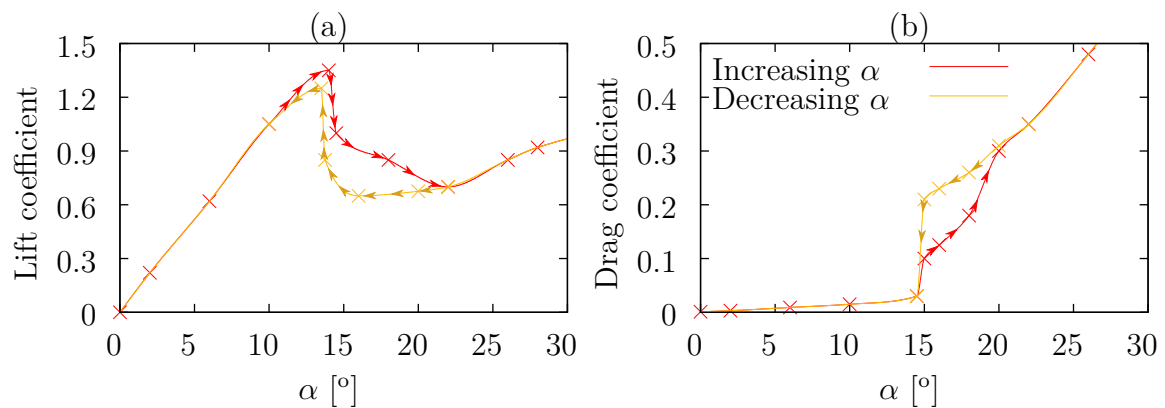 (a)
Lift coefficient
1.5
1.2
0.9
0.6
0.3
0
0 5 10 15 20 25 30
α [º]
(b)
Drag coefficient
0.5
0.4
0.3
0.2
0.1
0
Increasing α
Decreasing α
0 5 10 15 20 25 30
α [º]